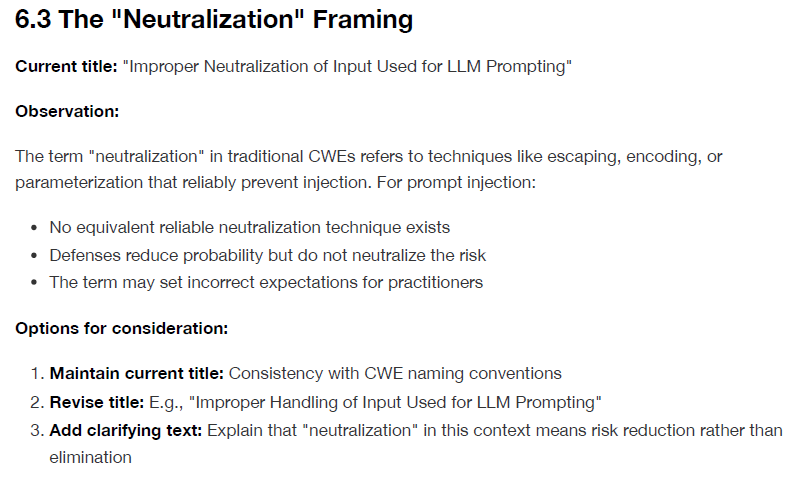 6.3 The "Neutralization" Framing
Current title: "Improper Neutralization of Input Used for LLM Prompting"
Observation:
The term "neutralization" in traditional CWEs refers to techniques like escaping, encoding, or
parameterization that reliably prevent injection. For prompt injection:
• No equivalent reliable neutralization technique exists
• Defenses reduce probability but do not neutralize the risk
• The term may set incorrect expectations for practitioners
Options for consideration:
1. Maintain current title: Consistency with CWE naming conventions
2. Revise title: E.g., "Improper Handling of Input Used for LLM Prompting"
3. Add clarifying text: Explain that "neutralization" in this context means risk reduction rather than
elimination